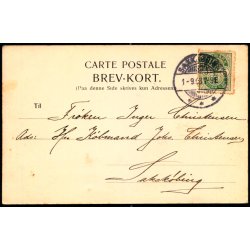 CARTE POSTALE
BREV-KORT.
(Paa denne Side skrives kun Adressen)
Til
Frøken Inger Christensen
Adr: Hr. Købmand Johs. Christensen
Sakskøbing